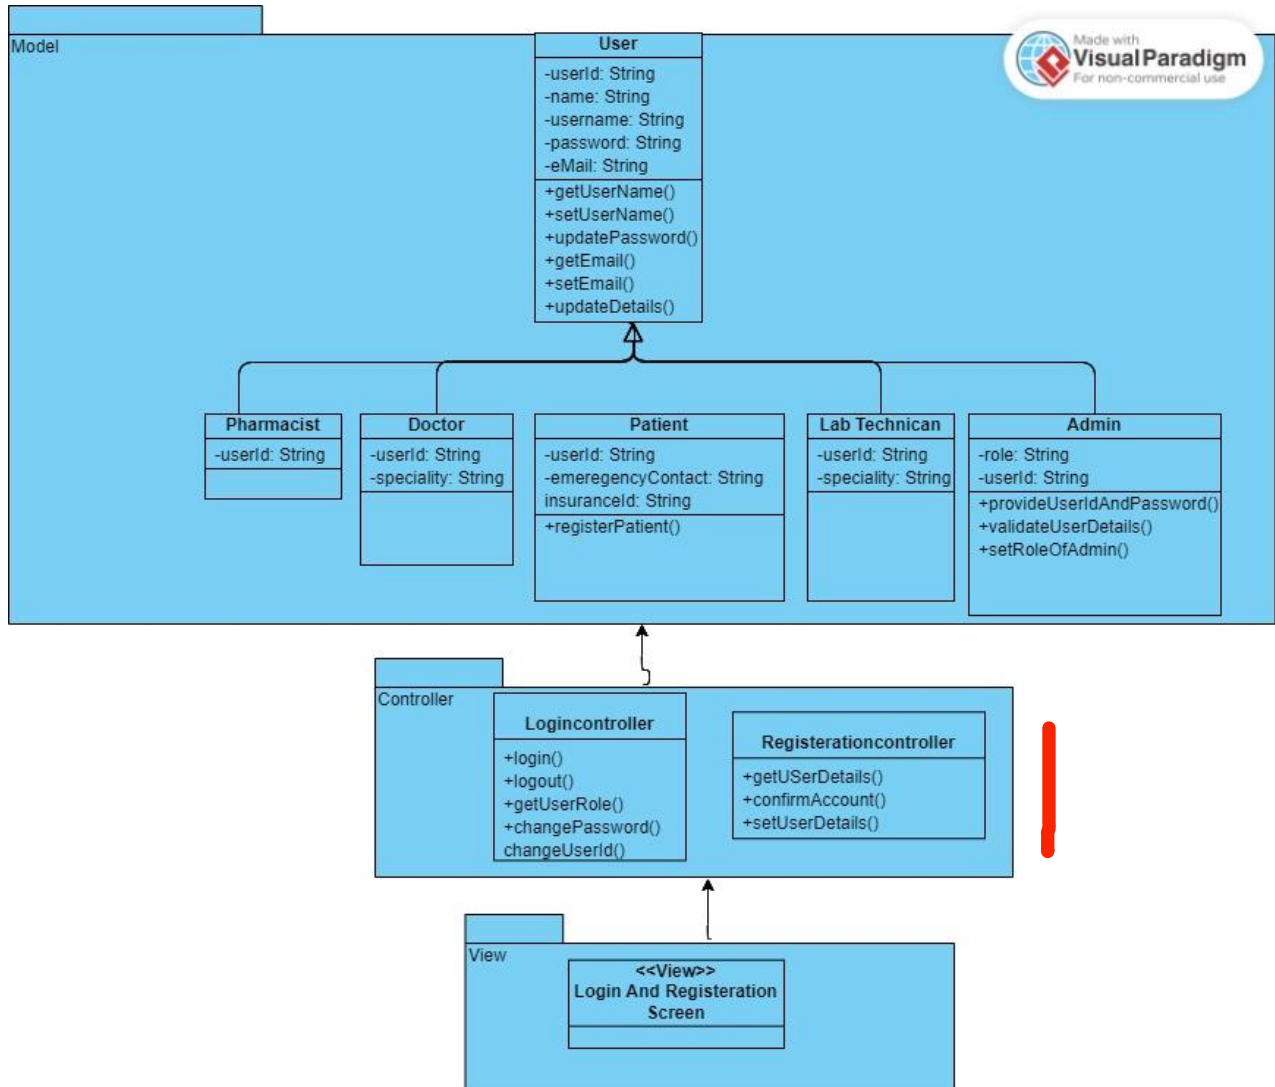 Model
Made with
Visual Paradigm
For non-commercial use
User
-userId: String
-name: String
-username: String
-password: String
-eMail: String
+getUserName()
+setUserName()
+updatePassword()
+getEmail()
+setEmail()
+updateDetails()
Pharmacist
-userId: String
Doctor
-userId: String
-speciality: String
Patient
-userId: String
-emeregencyContact: String
insuranceId: String
+registerPatient()
Lab Technican
-userId: String
-speciality: String
Admin
-role: String
-userId: String
+provideUserIdAndPassword()
+validateUserDetails()
+setRoleOfAdmin()
Controller
Logincontroller
+login()
+logout()
+getUserRole()
+changePassword()
changeUserId()
Registerationcontroller
+getUSerDetails()
+confirmAccount()
+setUserDetails()
View
<<View>>
Login And Registeration
Screen